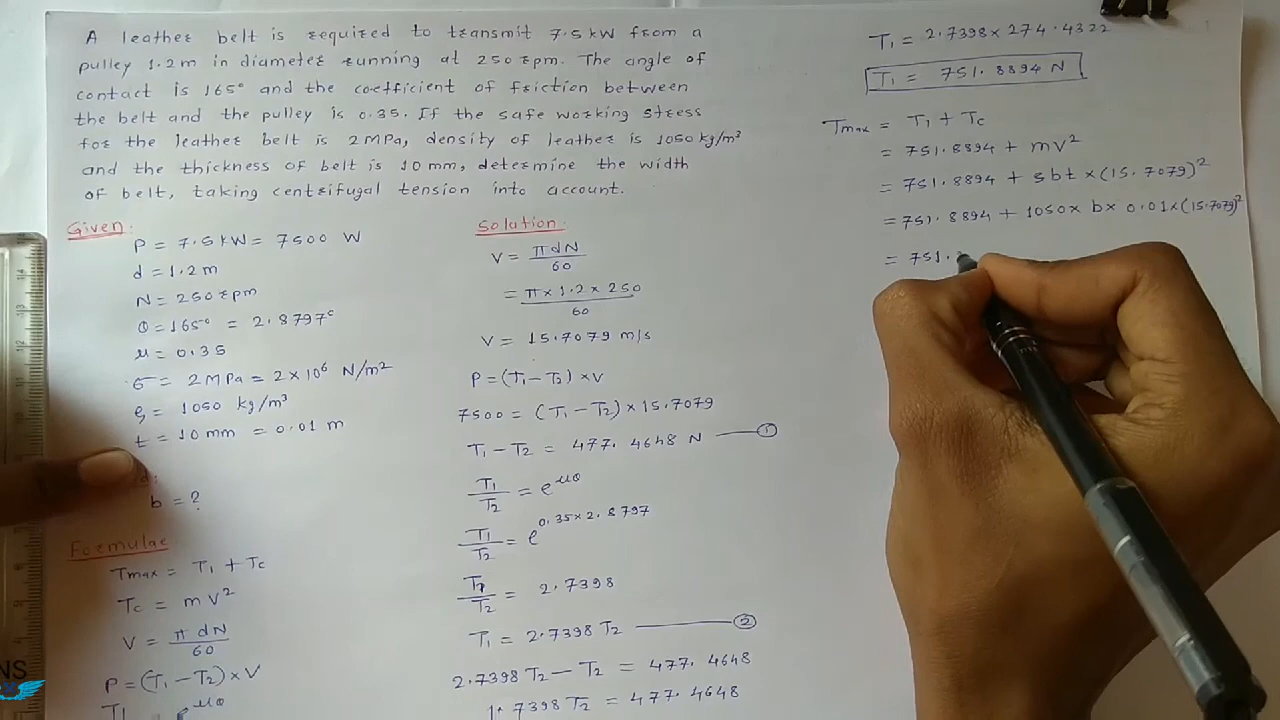 A leather belt is required to transmit 7.5 kW from a
pulley 1.2 m in diameter running at 250 rpm. The angle of
contact is 165° and the coefficient of friction between
the belt and the pulley is 0.35. If the safe working stress
for the leather belt is 2 MPa, density of leather is 1050 kg/m³
and the thickness of belt is 10 mm, determine the width
of belt, taking centrifugal tension into account.
Given:
P = 7.5 kW = 7500 W
d = 1.2 m
N = 250 rpm
θ = 165° = 2.8797ᶜ
μ = 0.35
σ = 2 MPa = 2 × 10⁶ N/m²
ρ = 1050 kg/m³
t = 10 mm = 0.01 m
b = ?
Formulae
Tmax = T₁ + Tc
Tc = mV²
V = πdN / 60
P = (T₁ - T₂) × V
T₁ = e^μθ
NS
Solution:
V = πdN / 60
= π × 1.2 × 250 / 60
V = 15.7079 m/s
P = (T₁ - T₂) × V
7500 = (T₁ - T₂) × 15.7079
T₁ - T₂ = 477.4648 N — ①
T₁ / T₂ = e^μθ
T₁ / T₂ = e^0.35×2.8797
T₁ / T₂ = 2.7398
T₁ = 2.7398 T₂ — ②
2.7398 T₂ - T₂ = 477.4648
1.7398 T₂ = 477.4648
T₁ = 2.7398 × 274.4322
T₁ = 751.8894 N
Tmax = T₁ + Tc
= 751.8894 + mv²
= 751.8894 + ρbt × (15.7079)²
= 751.8894 + 1050 × b × 0.01 × (15.7079)²
= 751.